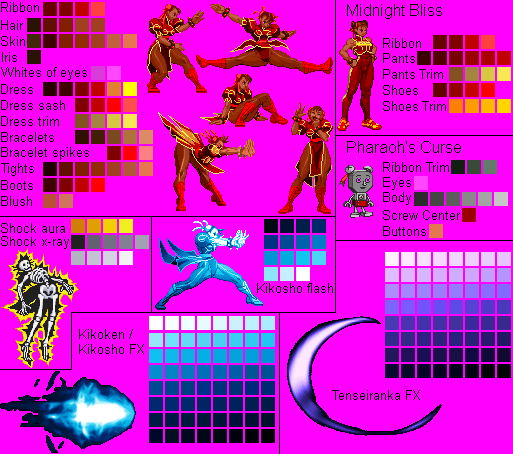 Ribbon
Hair
Skin
Iris
Whites of eyes
Dress
Dress sash
Dress trim
Bracelets
Bracelet spikes
Tights
Boots
Blush
Midnight Bliss
Ribbon
Pants
Pants Trim
Shoes
Shoes Trim
Pharaoh's Curse
Ribbon Trim
Eyes
Body
Screw Center
Buttons
Shock aura
Shock x-ray
Kikosho flash
Kikoken /
Kikosho FX
Tenseiranka FX